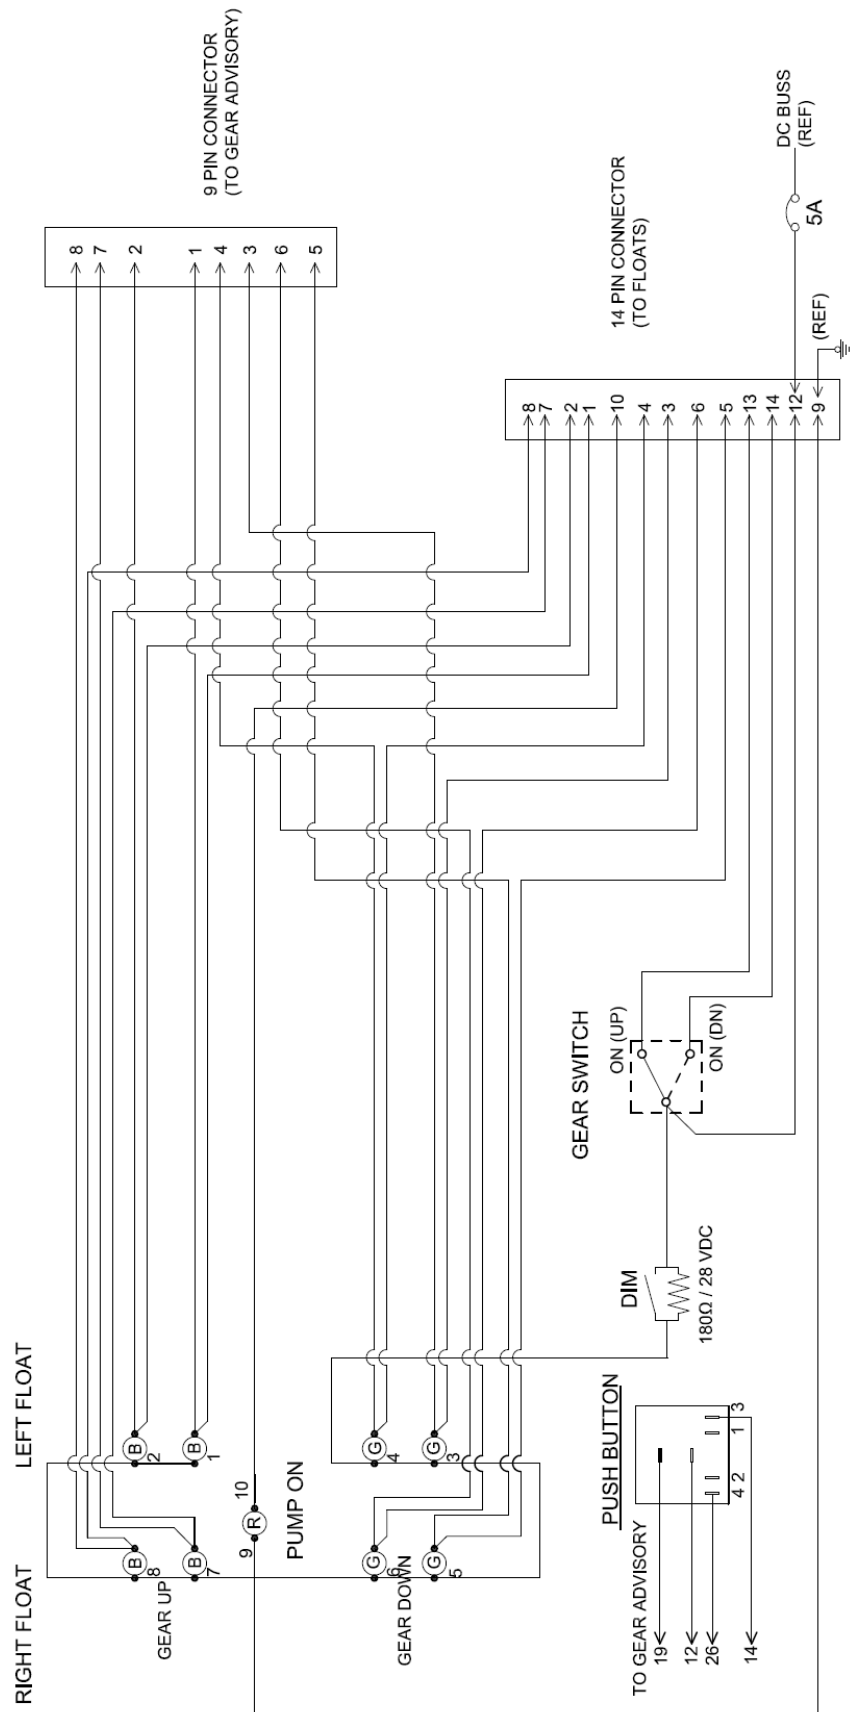 9 PIN CONNECTOR
(TO GEAR ADVISORY)
8
7
2
1
4
3
6
5
14 PIN CONNECTOR
(TO FLOATS)
DC BUSS
(REF)
5A
(REF)
8
7
2
1
10
4
3
6
5
13
14
12
9
GEAR SWITCH
ON (UP)
ON (DN)
DIM
180Ω / 28 VDC
LEFT FLOAT
B
2
B
1
G
4
G
3
10
R
9
PUMP ON
RIGHT FLOAT
B
8
B
7
GEAR UP
G
6
G
5
GEAR DOWN
PUSH BUTTON
3
1
2
4
TO GEAR ADVISORY
19
12
26
14